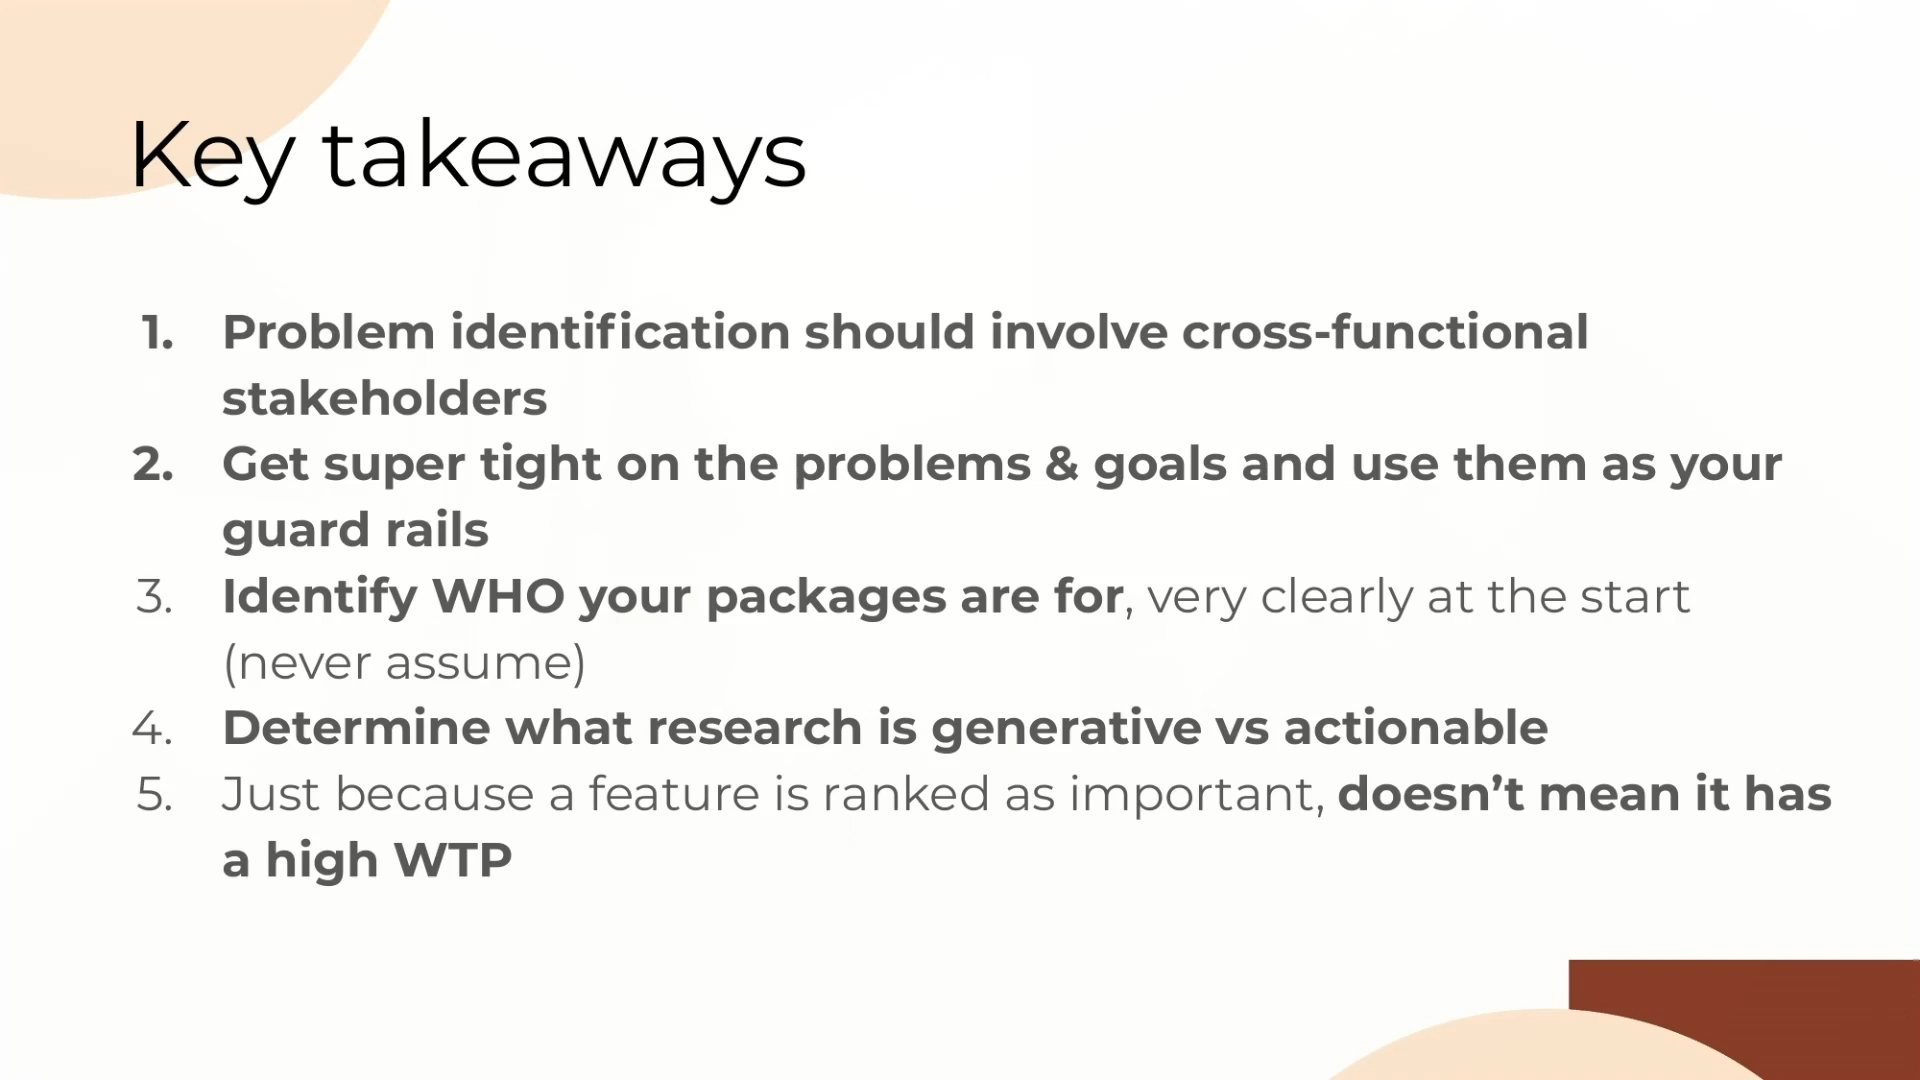 Key takeaways
1. Problem identification should involve cross-functional
stakeholders
2. Get super tight on the problems & goals and use them as your
guard rails
3. Identify WHO your packages are for, very clearly at the start
(never assume)
4. Determine what research is generative vs actionable
5. Just because a feature is ranked as important, doesn’t mean it has
a high WTP